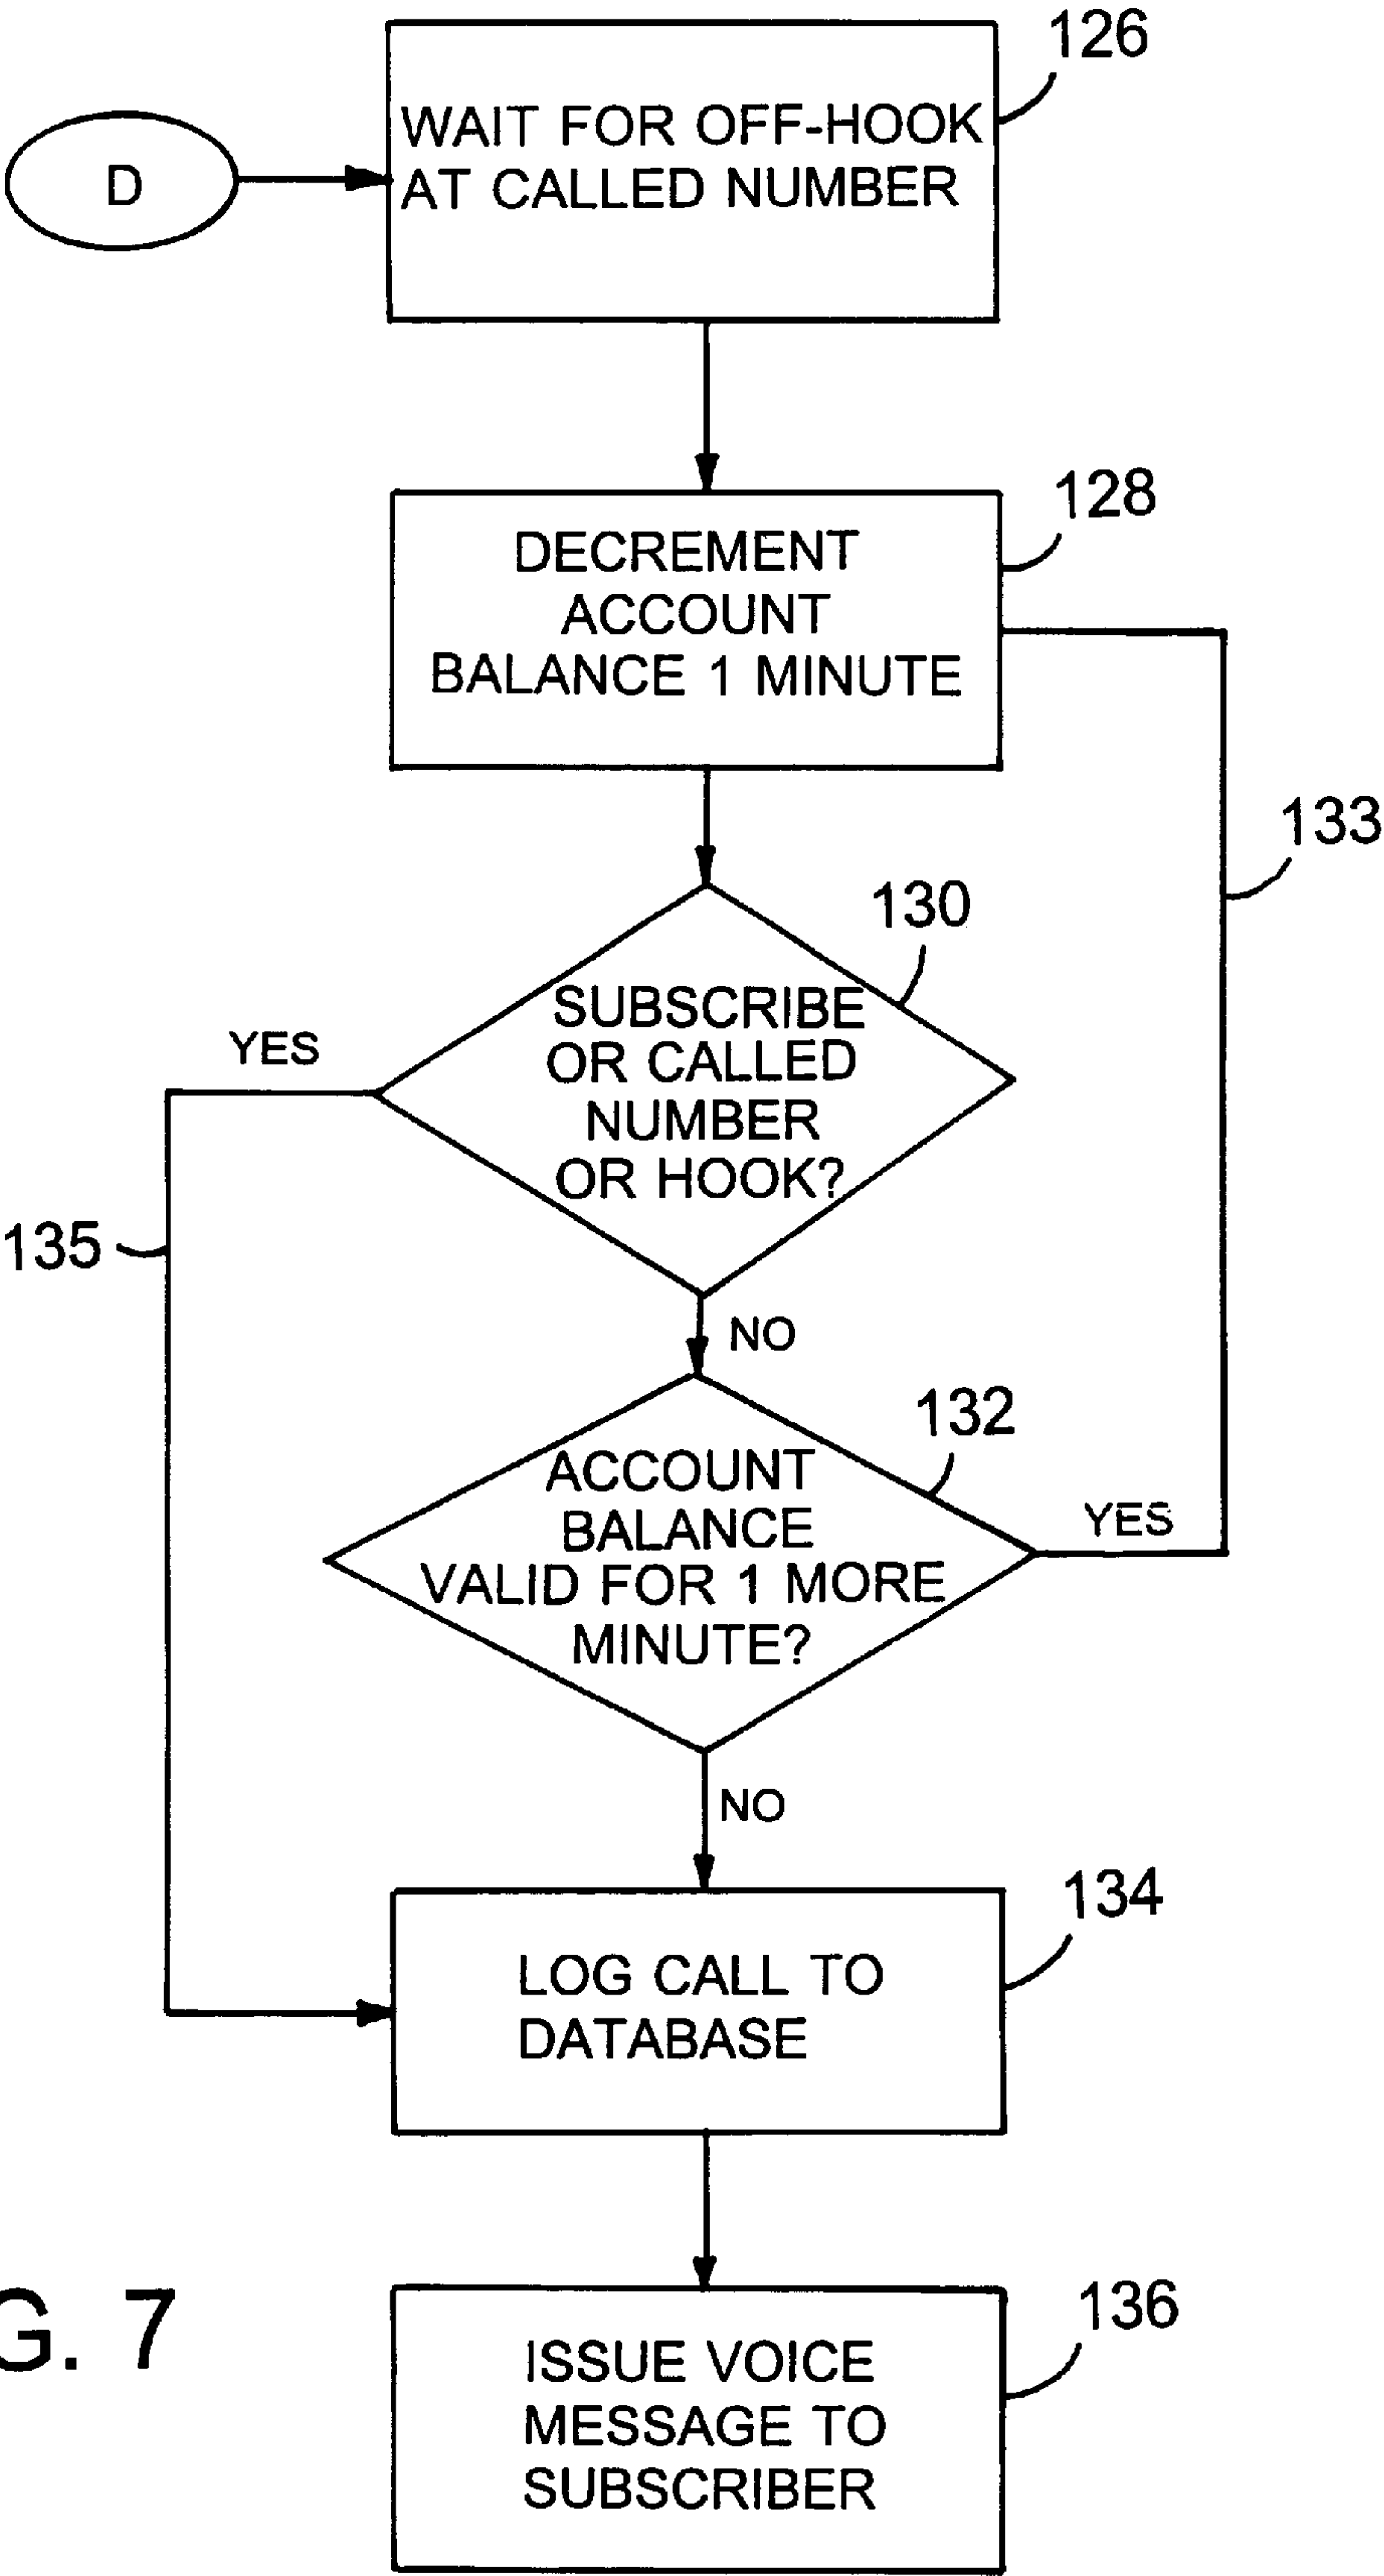 126
WAIT FOR OFF-HOOK
AT CALLED NUMBER
D
128
DECREMENT
ACCOUNT
BALANCE 1 MINUTE
133
130
SUBSCRIBE
OR CALLED
NUMBER
OR HOOK?
YES
135
NO
132
ACCOUNT
BALANCE
VALID FOR 1 MORE
MINUTE?
YES
NO
134
LOG CALL TO
DATABASE
136
ISSUE VOICE
MESSAGE TO
SUBSCRIBER
G. 7